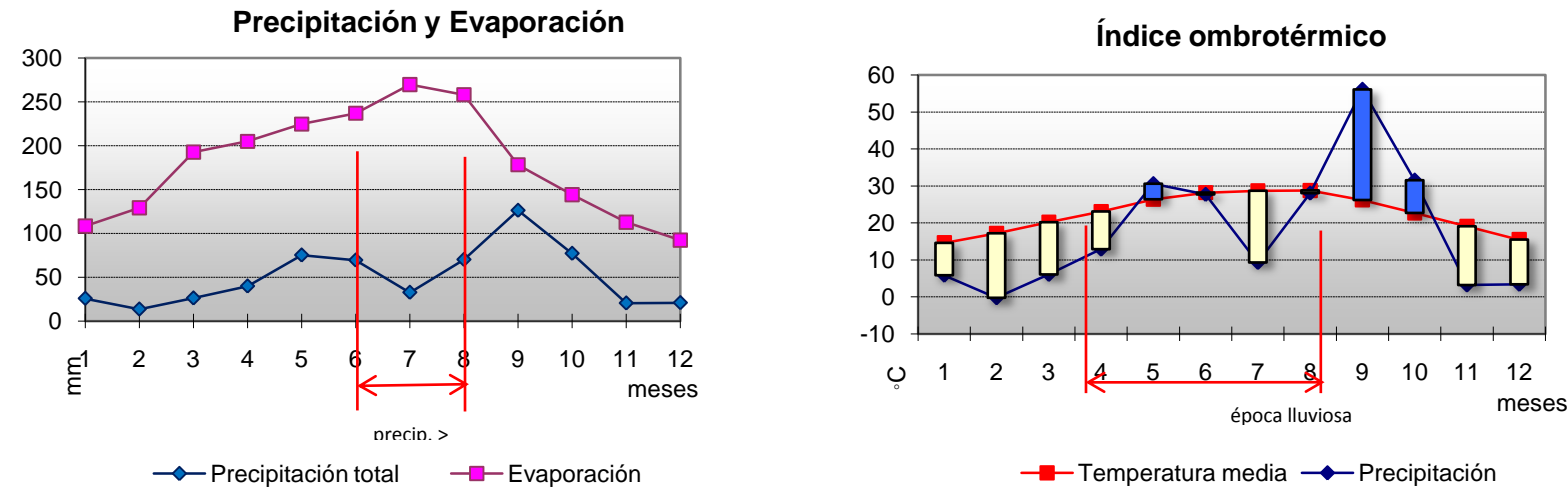 Precipitación y Evaporación
300
250
200
150
100
50
0
1 2 3 4 5 6 7 8 9 10 11 12
mm
meses
precip. >
Precipitación total
Evaporación
Índice ombrotérmico
60
50
40
30
20
10
0
-10
1 2 3 4 5 6 7 8 9 10 11 12
°C
meses
época lluviosa
Temperatura media
Precipitación